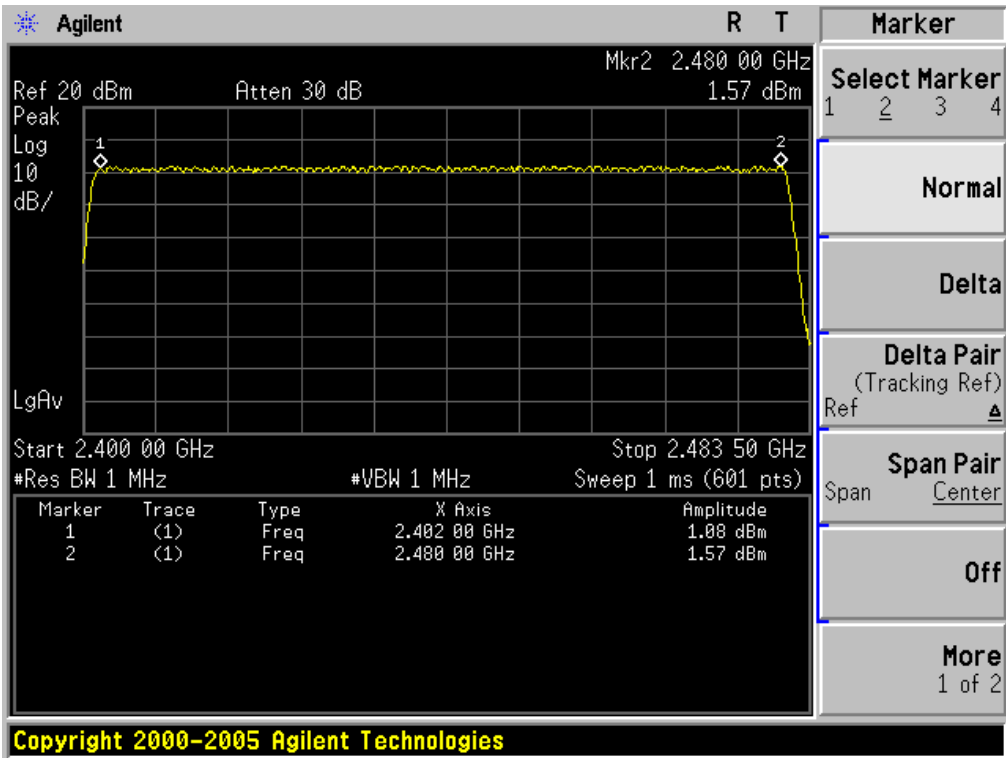 Agilent R T
Mkr2 2.480 00 GHz
Ref 20 dBm Atten 30 dB 1.57 dBm
Peak
Log
10
dB/
1
2
LgAv
Start 2.400 00 GHz Stop 2.483 50 GHz
#Res BW 1 MHz #VBW 1 MHz Sweep 1 ms (601 pts)
Marker Trace Type X Axis Amplitude
1 (1) Freq 2.402 00 GHz 1.08 dBm
2 (1) Freq 2.480 00 GHz 1.57 dBm
Copyright 2000-2005 Agilent Technologies
Marker
Select Marker
1 2 3 4
Normal
Delta
Delta Pair
(Tracking Ref)
Ref Δ
Span Pair
Span Center
Off
More
1 of 2